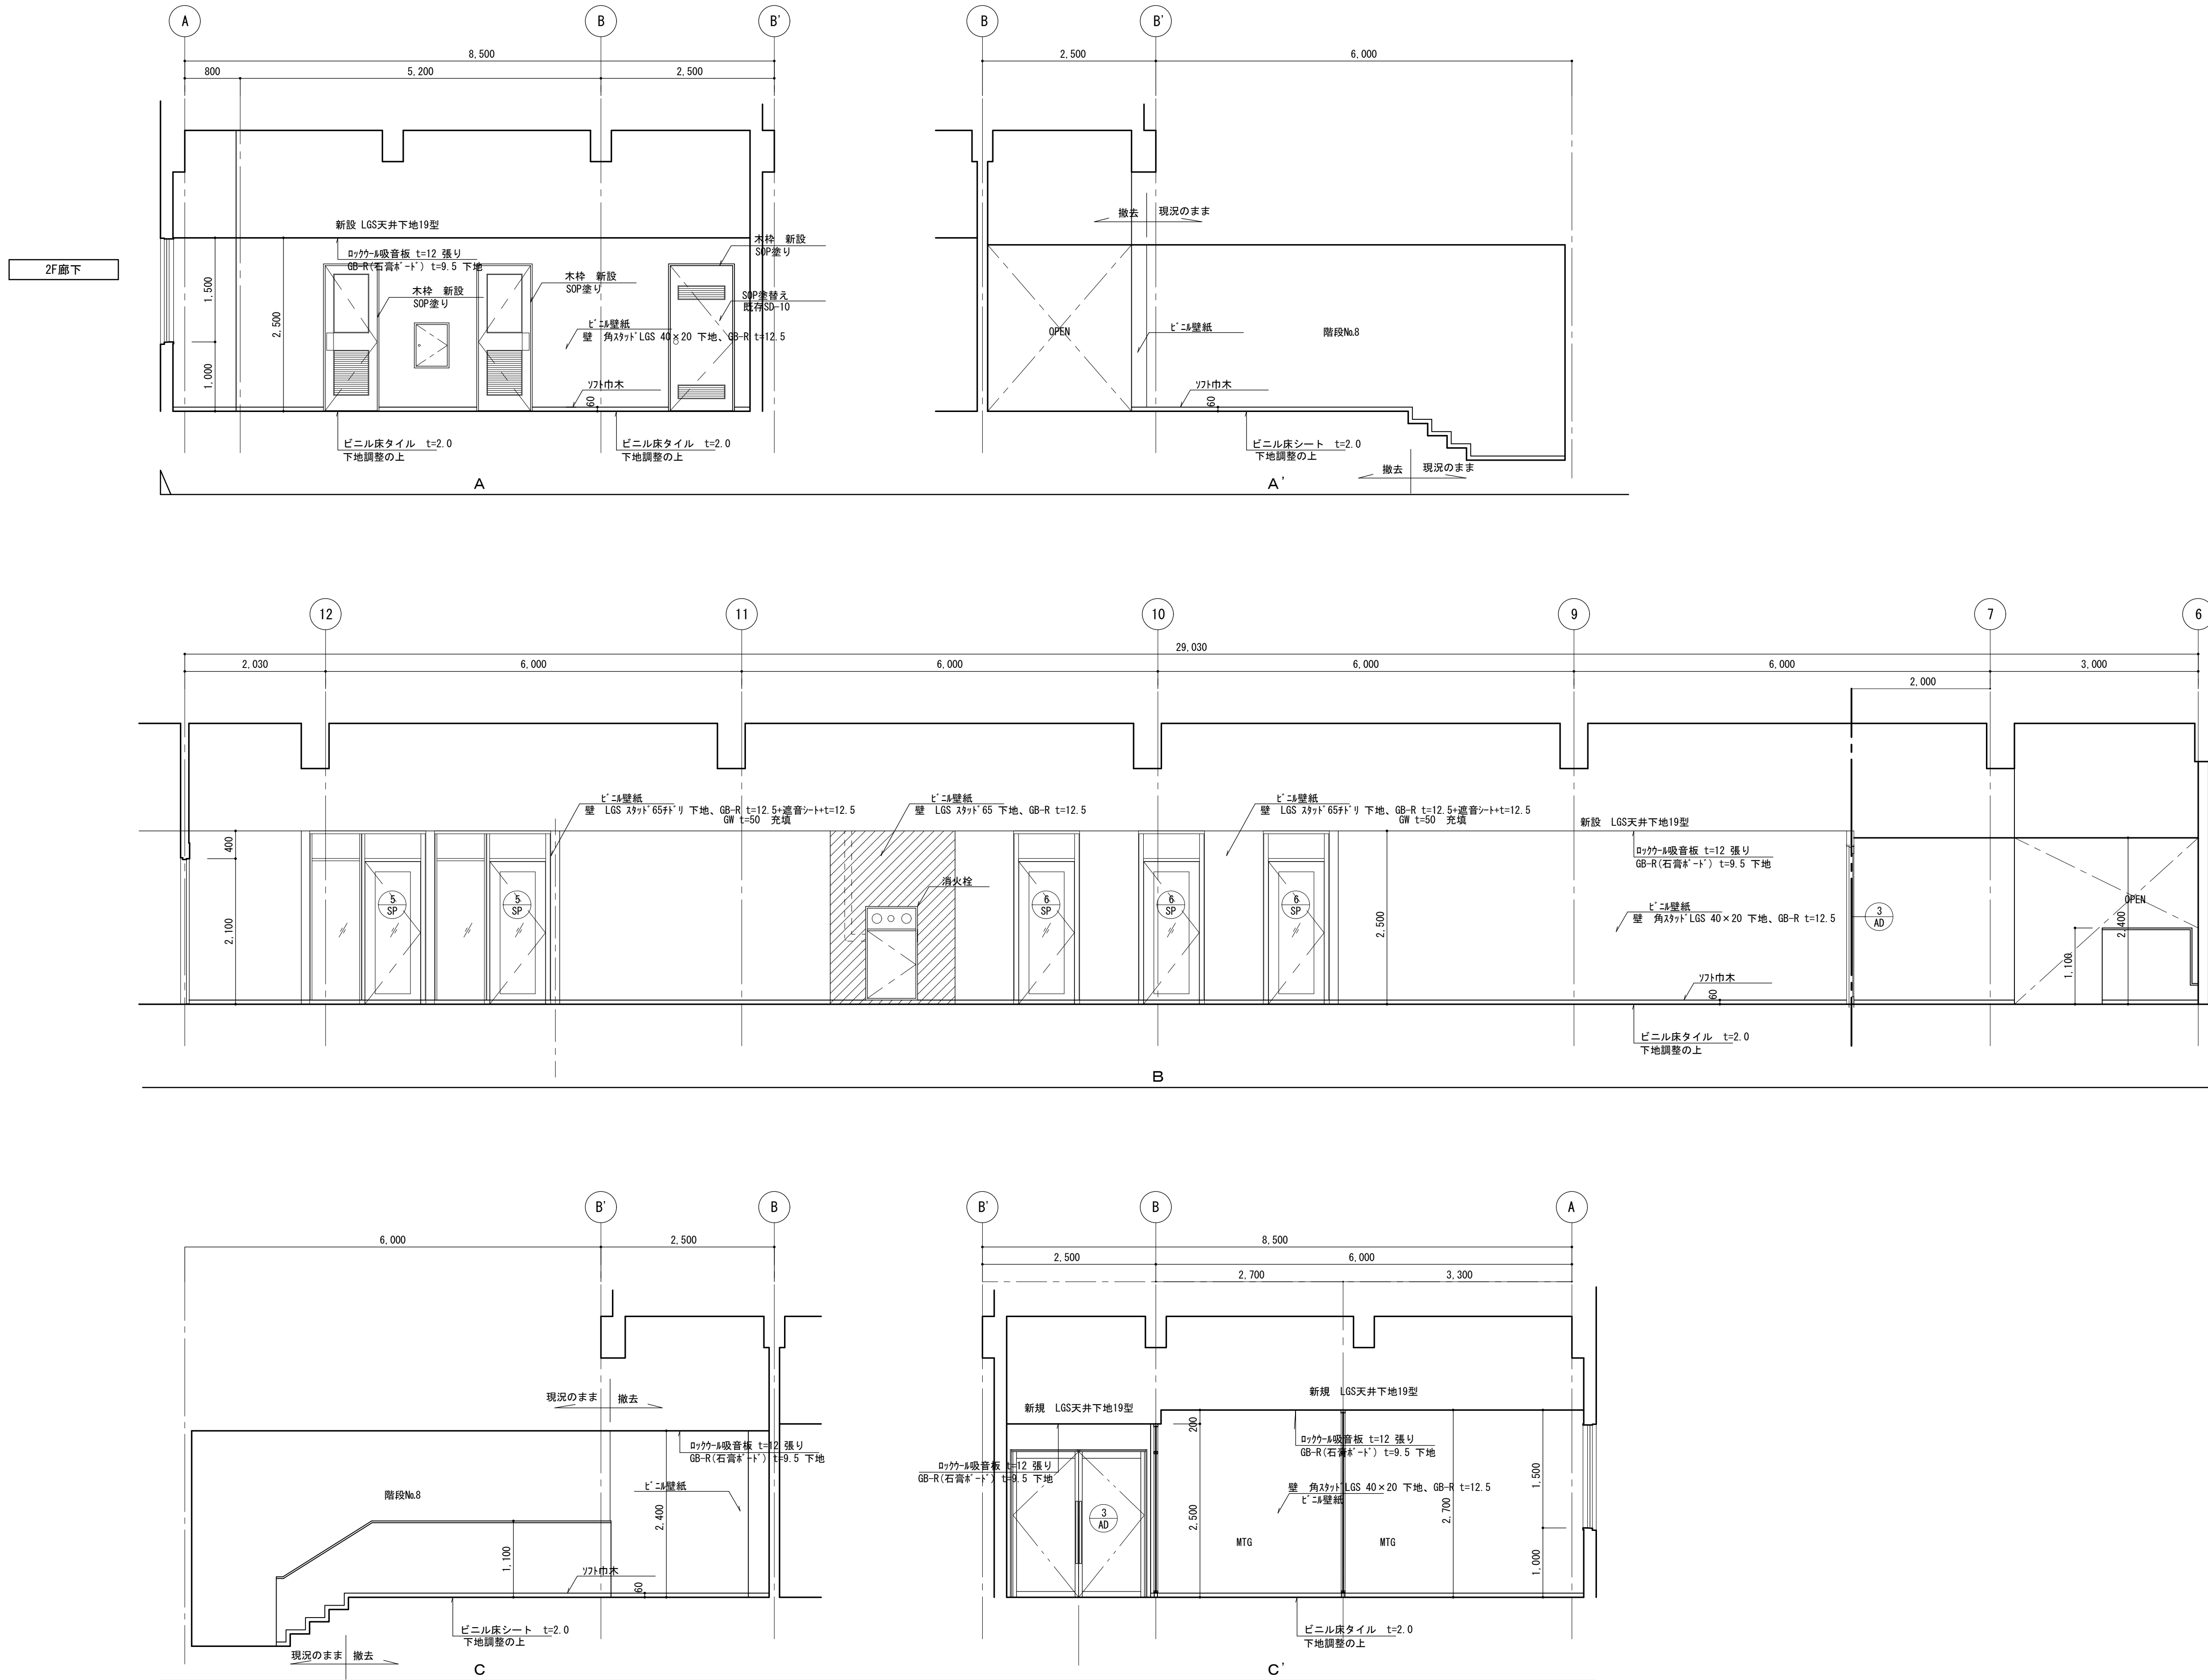 2F廊下
A
B
B'
8,500
800
5,200
2,500
新設 LGS天井下地19型
ﾛｯｸｳｰﾙ吸音板 t=12 張り
GB-R(石膏ﾎﾞｰﾄﾞ) t=9.5 下地
木枠 新設
SOP塗り
木枠 新設
SOP塗り
木枠 新設
SOP塗り
SOP塗替え
既存SD-10
ﾋﾞﾆﾙ壁紙
壁 角ｽﾀｯﾄﾞLGS 40×20 下地、GB-R t=12.5
1,500
1,000
2,500
ｿﾌﾄ巾木
60
ビニル床タイル t=2.0
下地調整の上
ビニル床タイル t=2.0
下地調整の上
A
B
B'
2,500
6,000
撤去
現況のまま
OPEN
ﾋﾞﾆﾙ壁紙
階段№8
ｿﾌﾄ巾木
60
ビニル床シート t=2.0
下地調整の上
撤去
現況のまま
A'
12
11
10
9
7
6
29,030
2,030
6,000
6,000
6,000
6,000
3,000
2,000
ﾋﾞﾆﾙ壁紙
壁 LGS ｽﾀｯﾄﾞ65ﾁﾄﾞﾘ 下地、GB-R t=12.5+遮音ｼｰﾄ+t=12.5
GW t=50 充填
ﾋﾞﾆﾙ壁紙
壁 LGS ｽﾀｯﾄﾞ65 下地、GB-R t=12.5
ﾋﾞﾆﾙ壁紙
壁 LGS ｽﾀｯﾄﾞ65ﾁﾄﾞﾘ 下地、GB-R t=12.5+遮音ｼｰﾄ+t=12.5
GW t=50 充填
新設 LGS天井下地19型
ﾛｯｸｳｰﾙ吸音板 t=12 張り
GB-R(石膏ﾎﾞｰﾄﾞ) t=9.5 下地
400
2,100
5
SP
5
SP
消火栓
6
SP
6
SP
6
SP
2,500
ﾋﾞﾆﾙ壁紙
壁 角ｽﾀｯﾄﾞLGS 40×20 下地、GB-R t=12.5
3
AD
OPEN
2,400
1,100
ｿﾌﾄ巾木
60
ビニル床タイル t=2.0
下地調整の上
B
B'
B
6,000
2,500
現況のまま
撤去
ﾛｯｸｳｰﾙ吸音板 t=12 張り
GB-R(石膏ﾎﾞｰﾄﾞ) t=9.5 下地
ﾋﾞﾆﾙ壁紙
階段№8
2,400
1,100
ｿﾌﾄ巾木
60
ビニル床シート t=2.0
下地調整の上
現況のまま
撤去
C
B'
B
A
8,500
2,500
6,000
2,700
3,300
新規 LGS天井下地19型
新規 LGS天井下地19型
200
ﾛｯｸｳｰﾙ吸音板 t=12 張り
GB-R(石膏ﾎﾞｰﾄﾞ) t=9.5 下地
ﾛｯｸｳｰﾙ吸音板 t=12 張り
GB-R(石膏ﾎﾞｰﾄﾞ) t=9.5 下地
壁 角ｽﾀｯﾄﾞLGS 40×20 下地、GB-R t=12.5
ﾋﾞﾆﾙ壁紙
3
AD
2,500
2,700
1,500
1,000
MTG
MTG
ビニル床タイル t=2.0
下地調整の上
C'